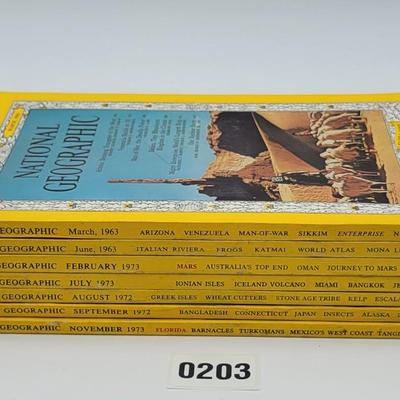 NATIONAL
GEOGRAPHIC
GEOGRAPHIC March, 1963 ARIZONA VENEZUELA MAN-OF-WAR SIKKIM ENTERPRISE N
GEOGRAPHIC June, 1963 ITALIAN RIVIERA FROGS KATMAI WORLD ATLAS MONA L
GEOGRAPHIC FEBRUARY 1973 MARS AUSTRALIA'S TOP END OMAN JOURNEY TO MARS
GEOGRAPHIC JULY 1973 IONIAN ISLES ICELAND VOLCANO MIAMI BANGKOK JE
GEOGRAPHIC AUGUST 1972 GREEK ISLES WHEAT CUTTERS STONE AGE TRIBE KELP ESCAL
GEOGRAPHIC SEPTEMBER 1972 BANGLADESH CONNECTICUT JAPAN INSECTS ALASKA
GEOGRAPHIC NOVEMBER 1973 FLORIDA BARNACLES TURKOMANS MEXICO'S WEST COAST TANGE
0203